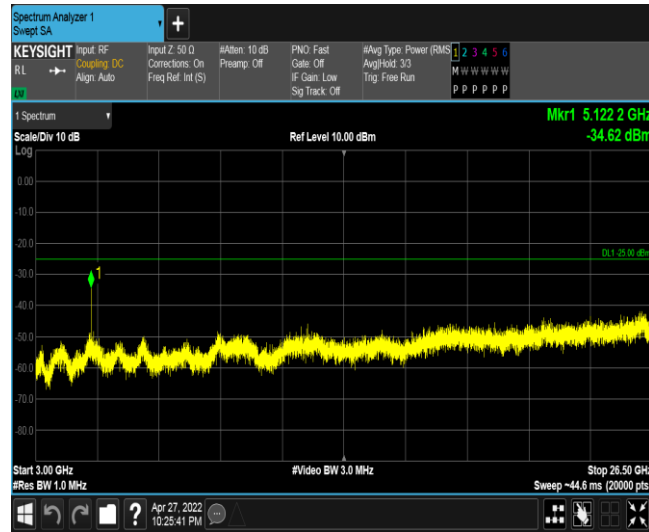 Spectrum Analyzer 1
Swept SA
+
KEYSIGHT Input: RF Input Z: 50 Ω #Atten: 10 dB PNO: Fast #Avg Type: Power (RMS 1 2 3 4 5 6
RL Coupling: DC Corrections: On Preamp: Off Gate: Off Avg|Hold: 3/3 M W W W W W
Align: Auto Freq Ref: Int (S) IF Gain: Low Trig: Free Run
Sig Track: Off P P P P P P
1 Spectrum
Mkr1 5.122 2 GHz
Scale/Div 10 dB Ref Level 10.00 dBm -34.62 dBm
Log
0.00
-10.0
-20.0
DL1 -25.00 dBm
-30.0
1
-40.0
-50.0
-60.0
-70.0
-80.0
Start 3.00 GHz #Video BW 3.0 MHz Stop 26.50 GHz
#Res BW 1.0 MHz Sweep ~44.6 ms (20000 pts
?
Apr 27, 2022
10:25:41 PM